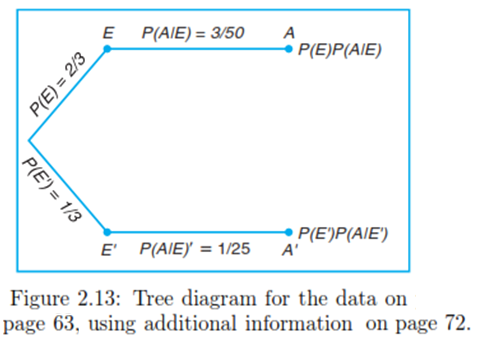 E P(A|E) = 3/50 A
P(E)P(A|E)
P(E) = 2/3
P(E') = 1/3
P(E')P(A|E')
E' P(A|E)' = 1/25 A'
Figure 2.13: Tree diagram for the data on
page 63, using additional information on page 72.